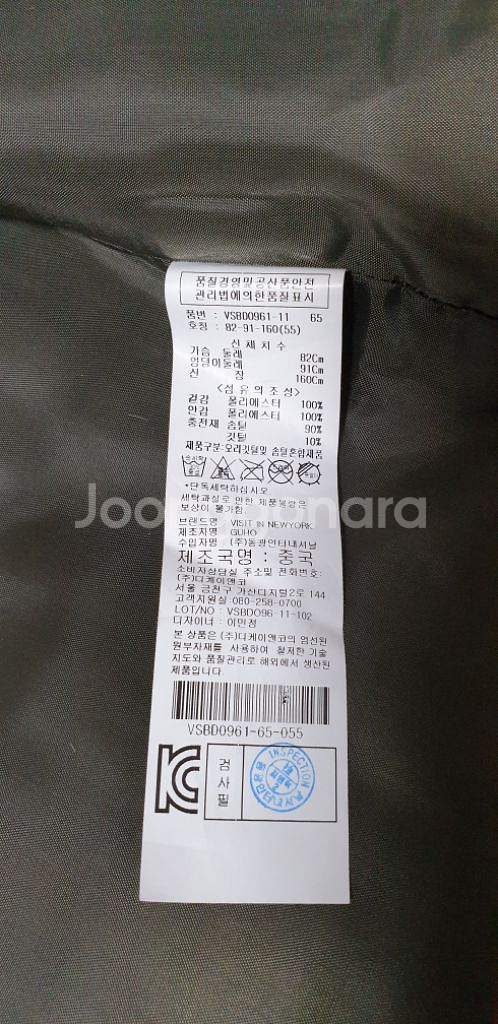 품질경영및공산품안전
관리법에의한품질표시
품번 : VSBD0961-11 65
호칭 : 82-91-160(55)
신 체 치 수
가슴 둘레 82Cm
엉덩이둘레 91Cm
신 장 160Cm
<섬 유 의 조 성>
겉감 폴리에스터 100%
안감 폴리에스터 100%
충전재 솜털 90%
깃털 10%
제품구분:오리깃털및 솜털혼합제품
*단독세탁하십시오
세탁과실로 인한 제품불량은
보상이 불가함.
브랜드명 : VISIT IN NEWYORK
제조자명 : GUHO
수입자명 : (주)동광인터내셔날
제조국명 : 중국
소비자상담실 주소및 전화번호:
(주)디케이앤코
서울 금천구 가산디지털2로 144
고객지원실:080-258-0700
LOT/NO : VSBD096-11-102
디자이너 : 이민정
본 상품은 (주)디케이앤코의 엄선된
원부자재를 사용하여 철저한 기술
지도와 품질관리로 해외에서 생산된
제품입니다.
VSBD0961-65-055
검사필
INSPECTION